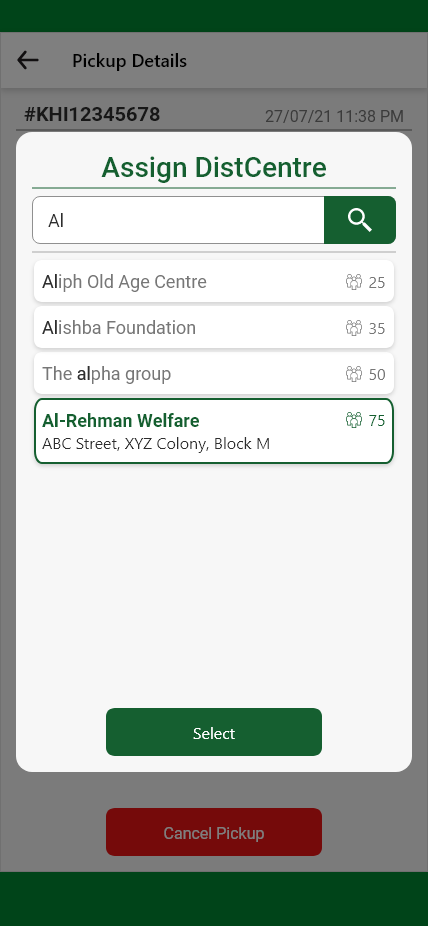 Pickup Details
#KHI12345678 27/07/21 11:38 PM
Assign DistCentre
Al
Aliph Old Age Centre 25
Alishba Foundation 35
The alpha group 50
Al-Rehman Welfare 75
ABC Street, XYZ Colony, Block M
Select
Cancel Pickup